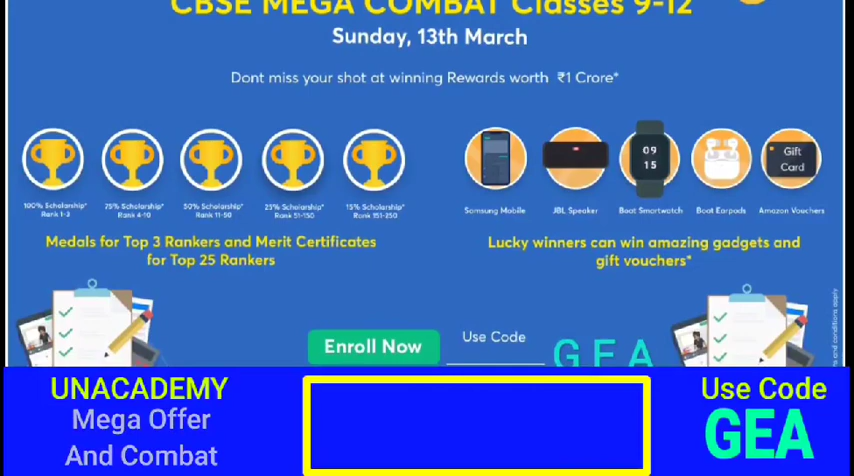 CBSE MEGA COMBAT Classes 9-12
Sunday, 13th March
Dont miss your shot at winning Rewards worth ₹1 Crore*
100% Scholarship*
Rank 1-3
75% Scholarship*
Rank 4-10
50% Scholarship*
Rank 11-50
25% Scholarship*
Rank 51-150
15% Scholarship*
Rank 151-250
09
15
Gift
Card
Samsung Mobile
JBL Speaker
Boat Smartwatch
Boat Earpods
Amazon Vouchers
Medals for Top 3 Rankers and Merit Certificates
for Top 25 Rankers
Lucky winners can win amazing gadgets and
gift vouchers*
Enroll Now
Use Code
GEA
and conditions apply
UNACADEMY
Mega Offer
And Combat
Use Code
GEA